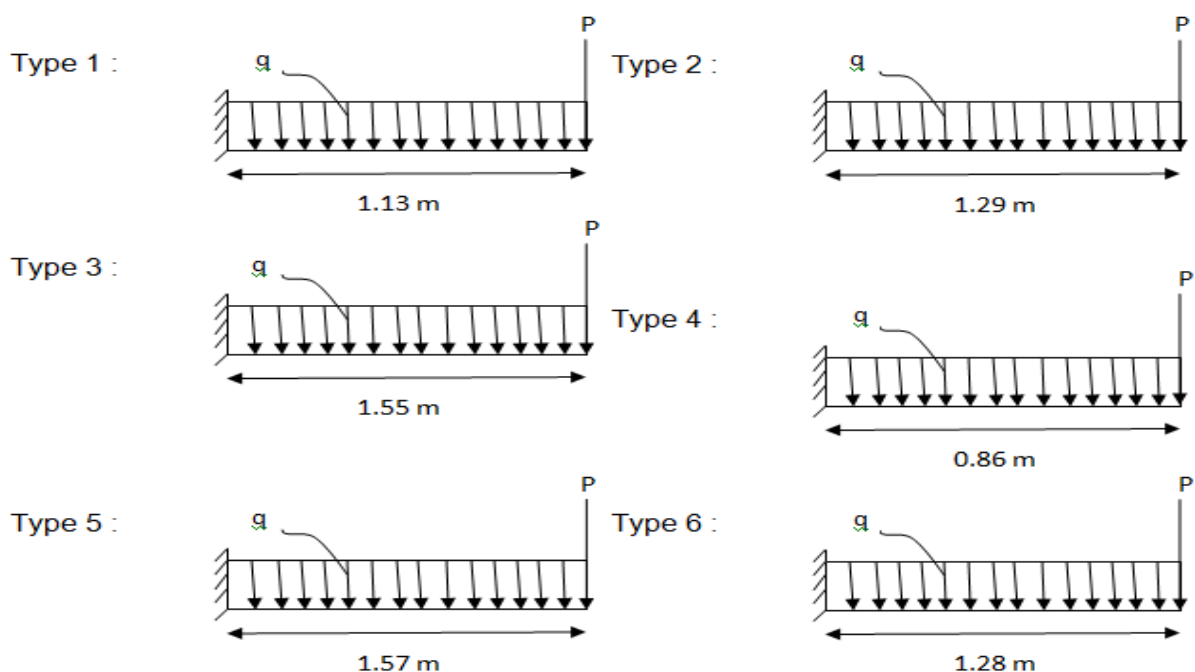 P
P
Type 1 :
q
Type 2 :
q
1.13 m
1.29 m
P
Type 3 :
q
P
Type 4 :
q
1.55 m
0.86 m
P
P
Type 5 :
q
Type 6 :
q
1.57 m
1.28 m